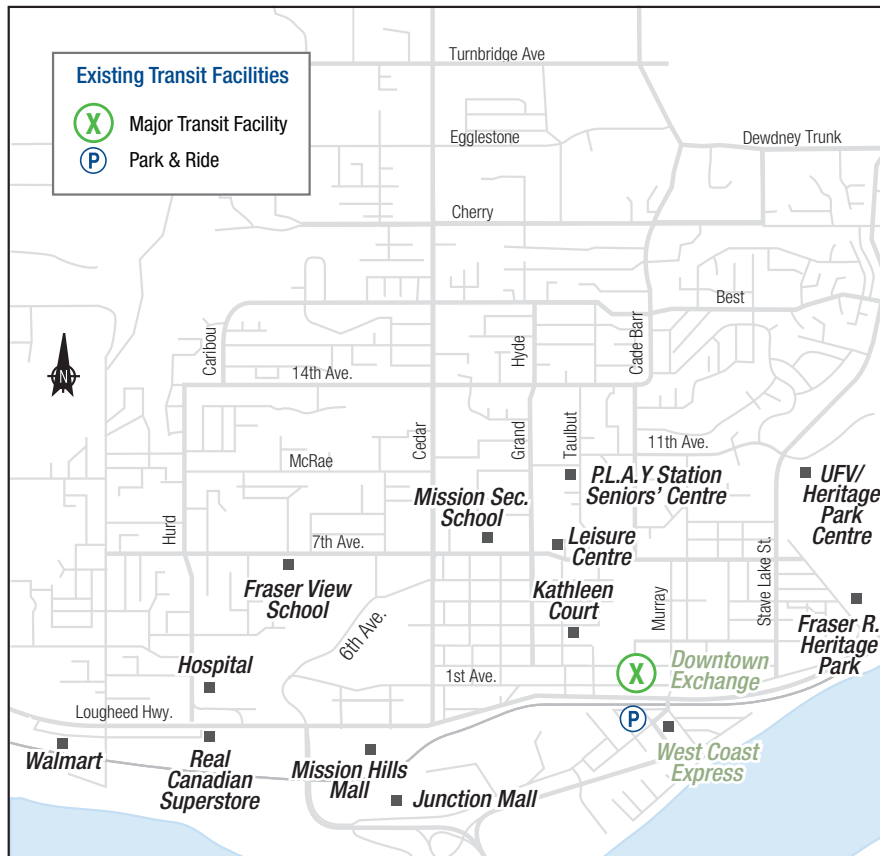 Existing Transit Facilities
X Major Transit Facility
P Park & Ride
Turnbridge Ave
Egglestone
Dewdney Trunk
Cherry
Best
Caribou
Hyde
Cade Barr
N
14th Ave.
Cedar
Grand
Taulbut
11th Ave.
McRae
P.L.A.Y Station
Seniors' Centre
UFV/
Heritage
Park
Centre
Mission Sec.
School
Hurd
7th Ave.
Leisure
Centre
Stave Lake St.
Fraser View
School
Kathleen
Court
Murray
6th Ave.
Fraser R.
Heritage
Park
Hospital
1st Ave.
X
Downtown
Exchange
Lougheed Hwy.
P
West Coast
Express
Walmart
Real
Canadian
Superstore
Mission Hills
Mall
Junction Mall